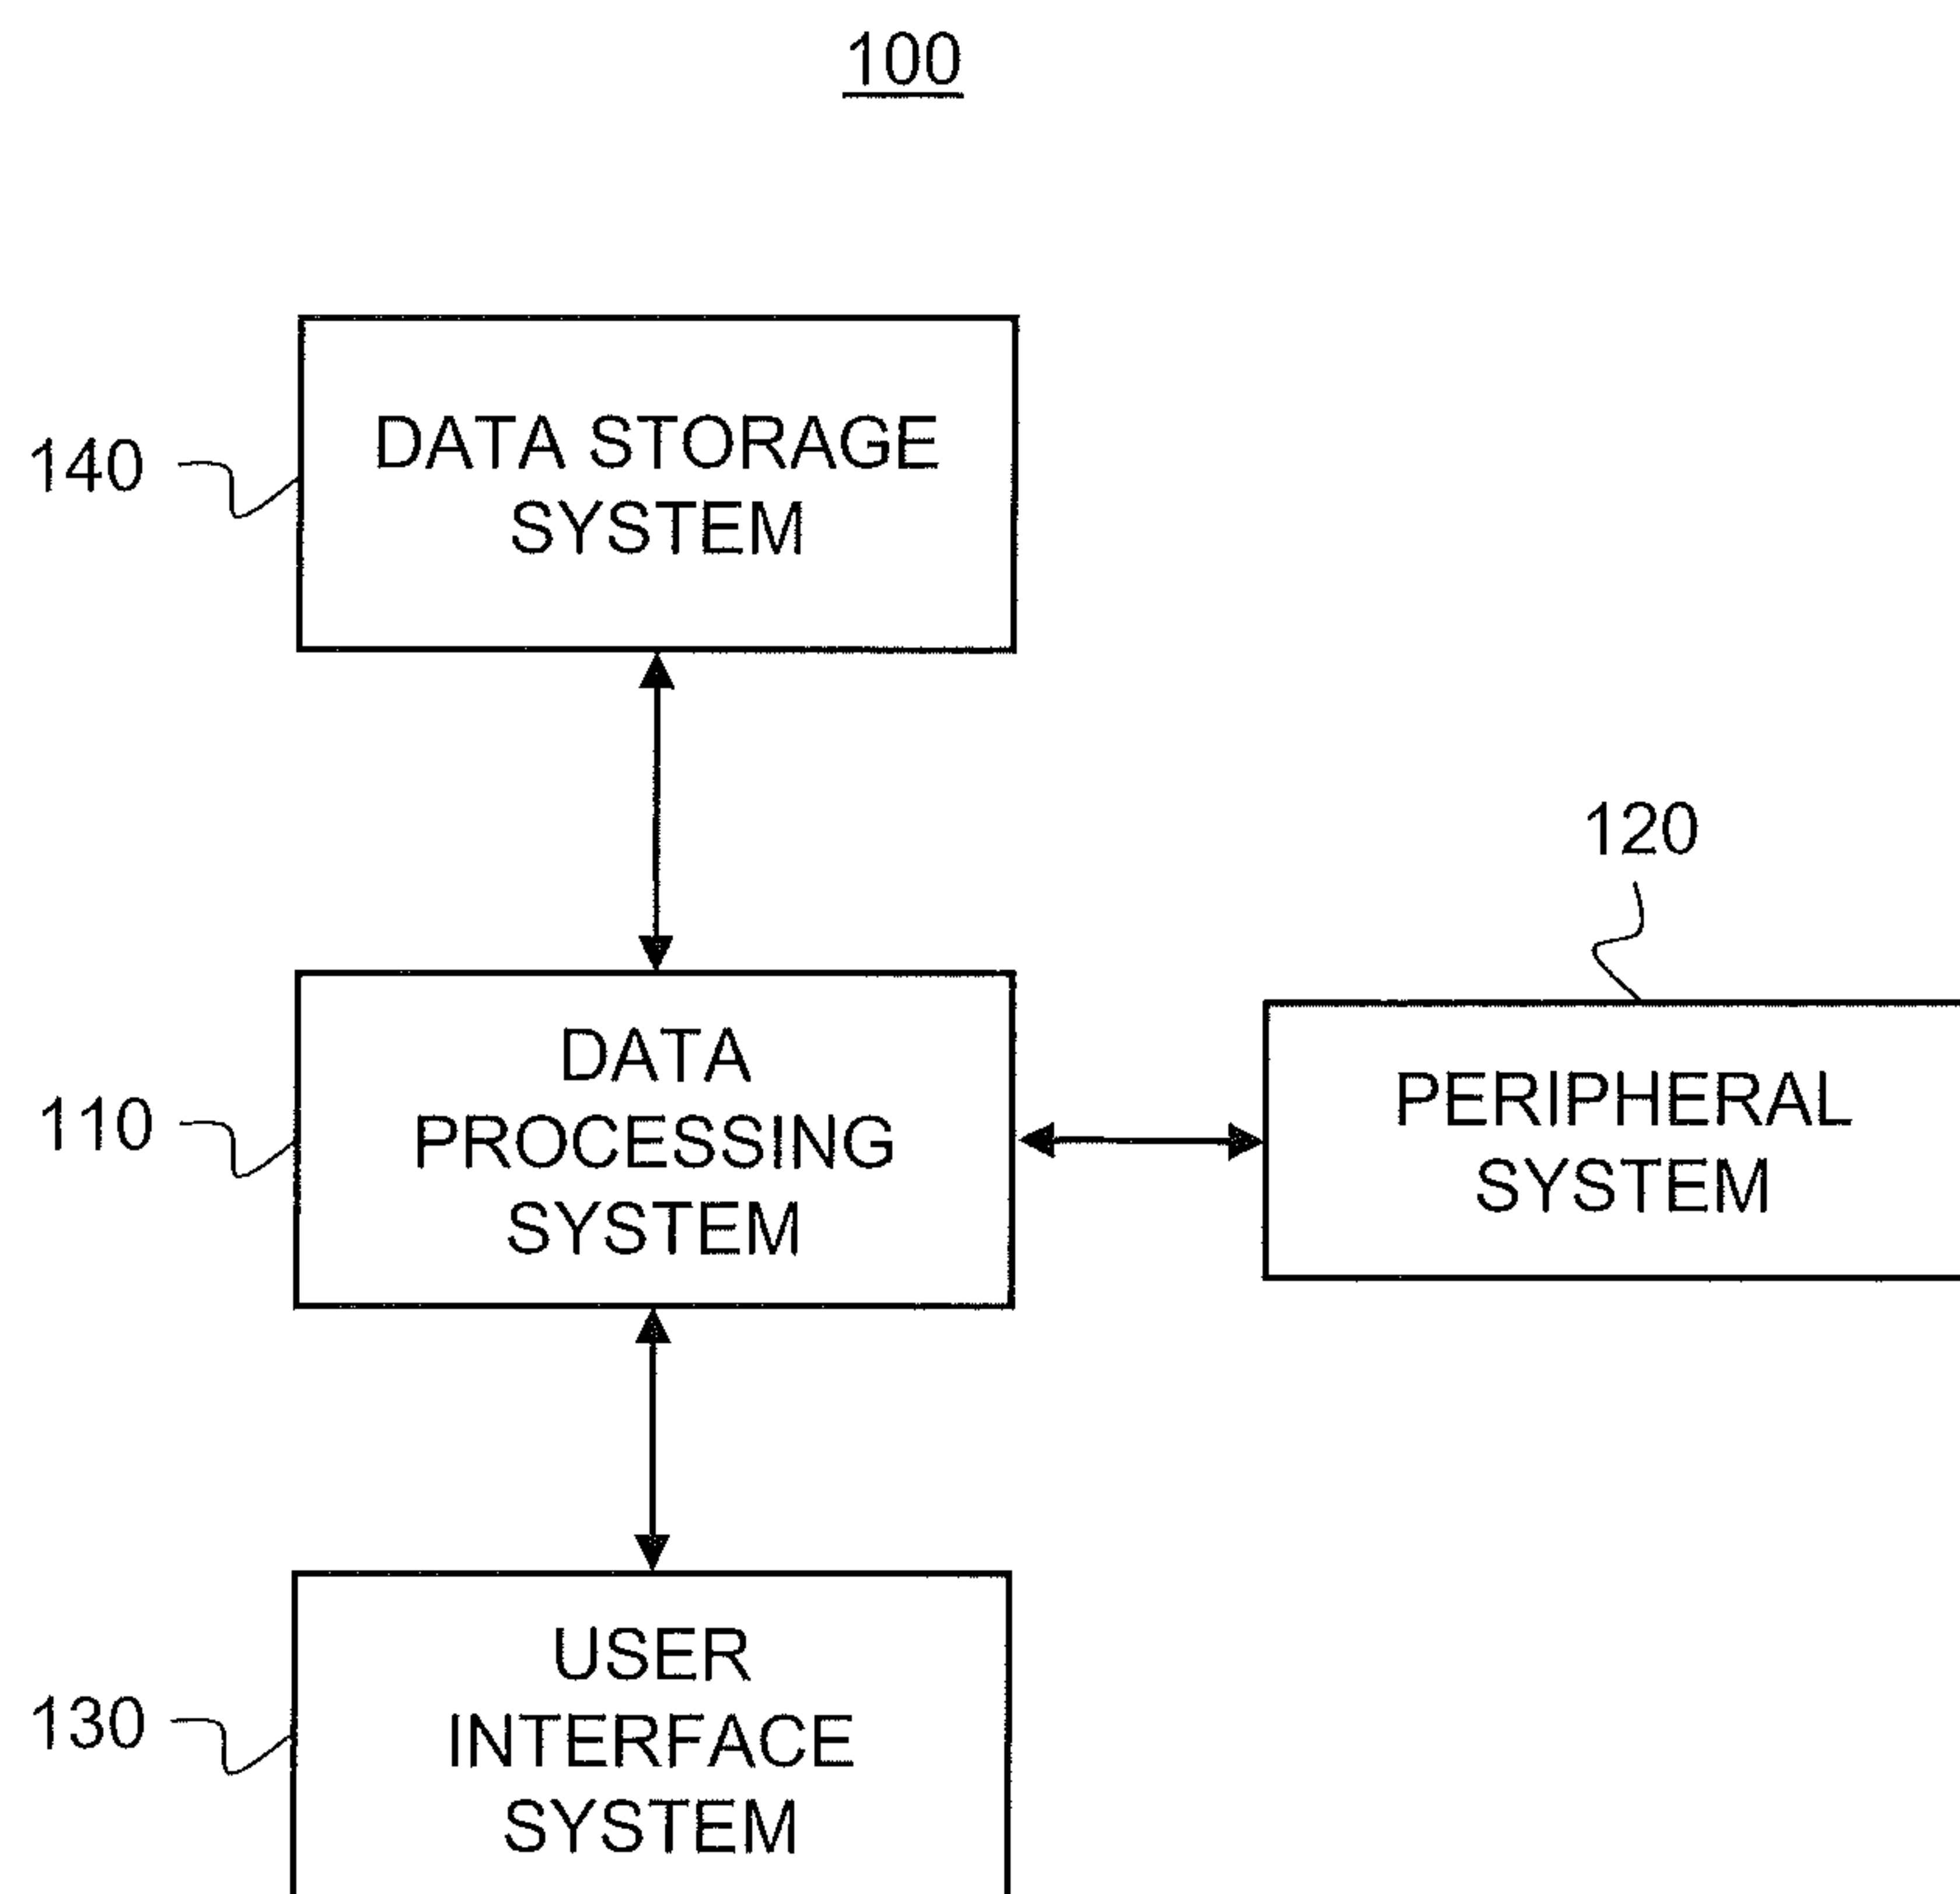 100
140
DATA STORAGE
SYSTEM
120
110
DATA
PROCESSING
SYSTEM
PERIPHERAL
SYSTEM
130
USER
INTERFACE
SYSTEM